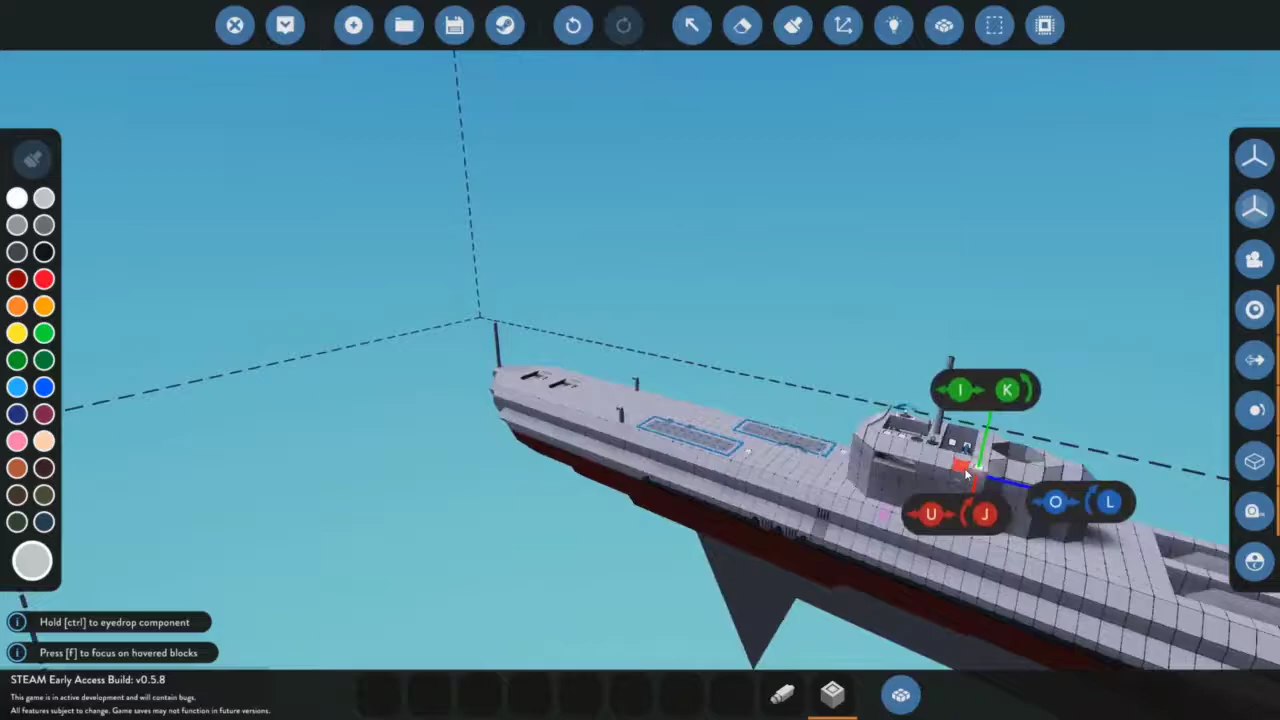 I K
U J
O L
Hold [ctrl] to eyedrop component
Press [f] to focus on hovered blocks
STEAM Early Access Build: v0.5.8
This game is in active development and will contain bugs.
All features subject to change. Game saves may not function in future versions.